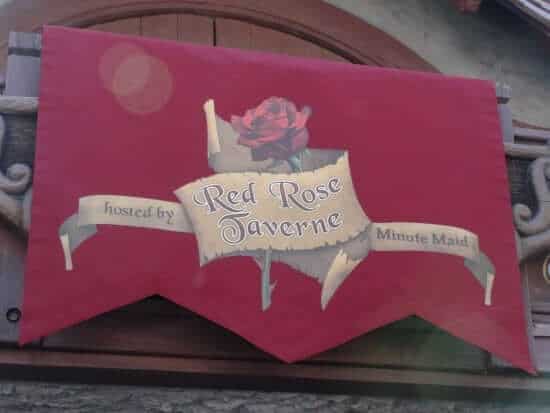 hosted by
Red Rose
Taverne
Minute Maid